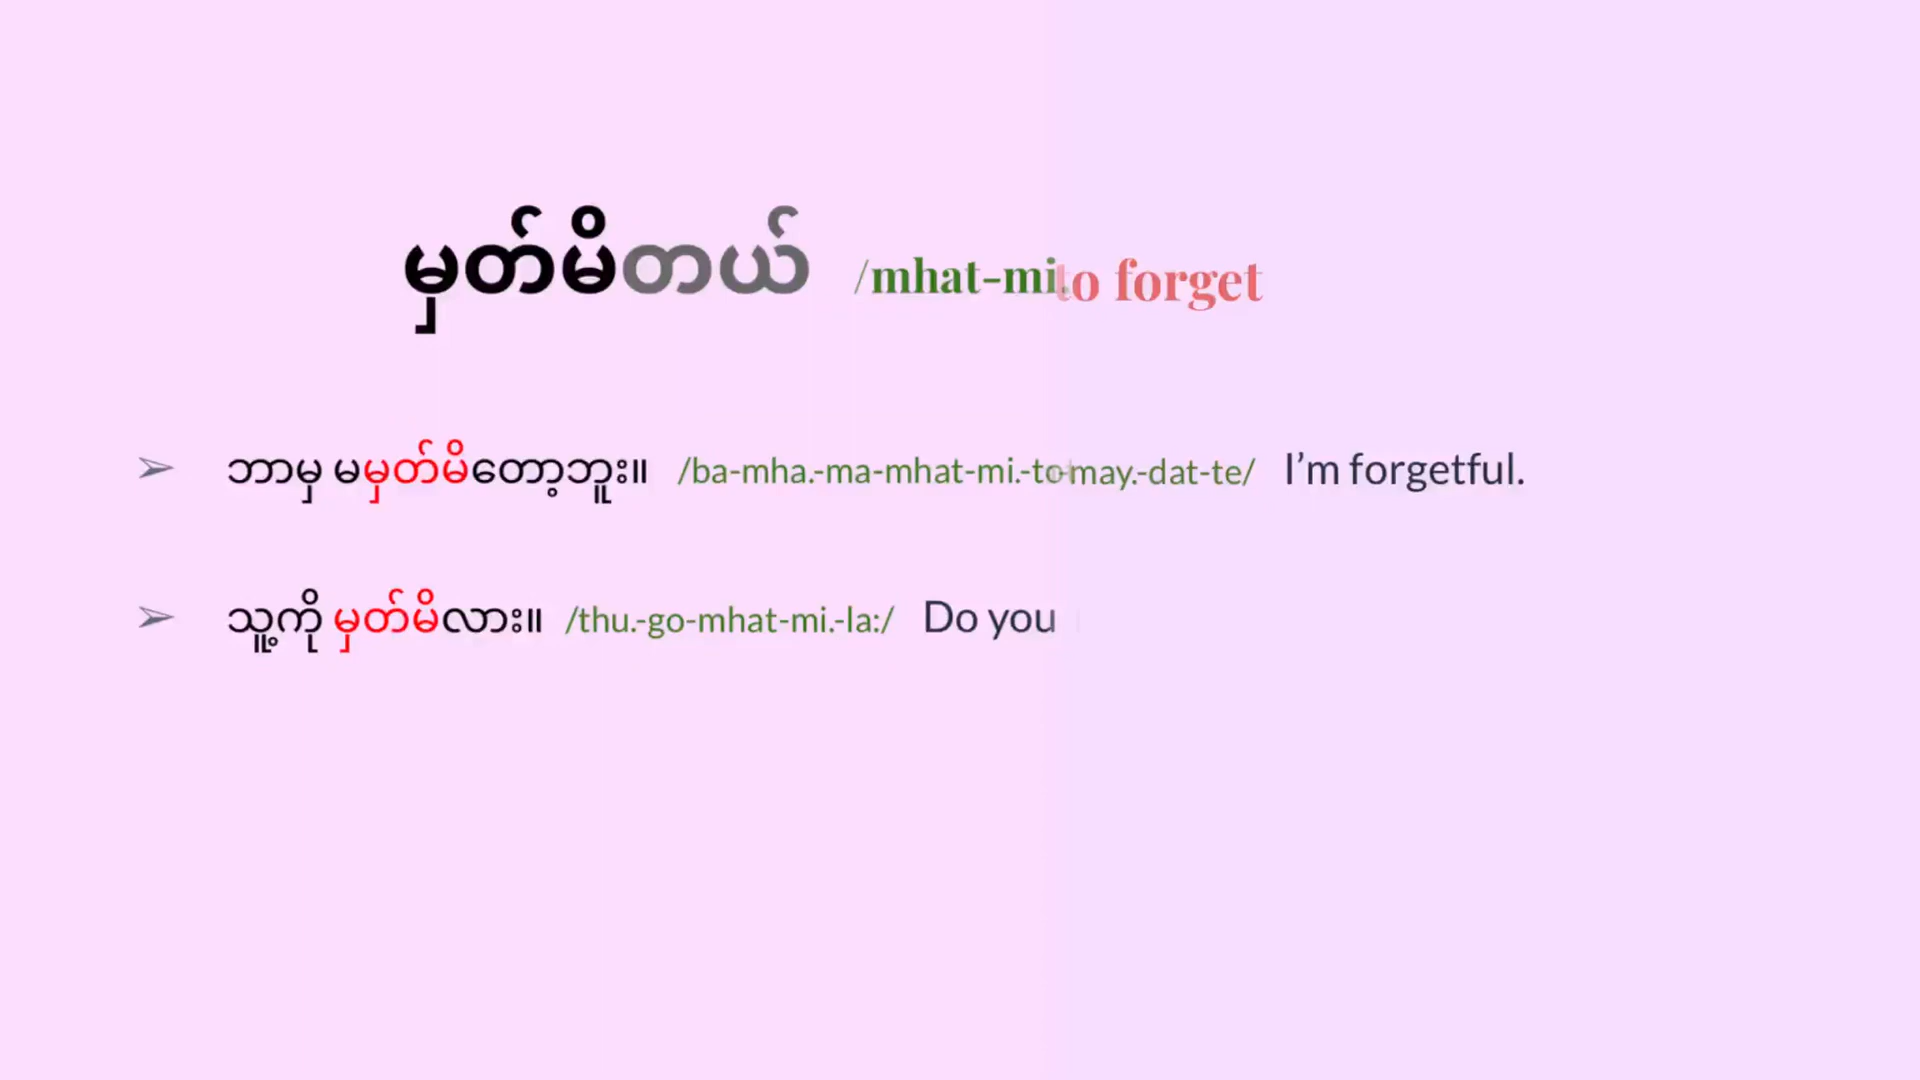 မှတ်မိတယ် /mhat-mi. to forget
➢ ဘာမှ မမှတ်မိတော့ဘူး။ /ba-mha.-ma-mhat-mi.-to may.-dat-te/ I’m forgetful.
➢ သူ့ကို မှတ်မိလား။ /thu.-go-mhat-mi.-la:/ Do you